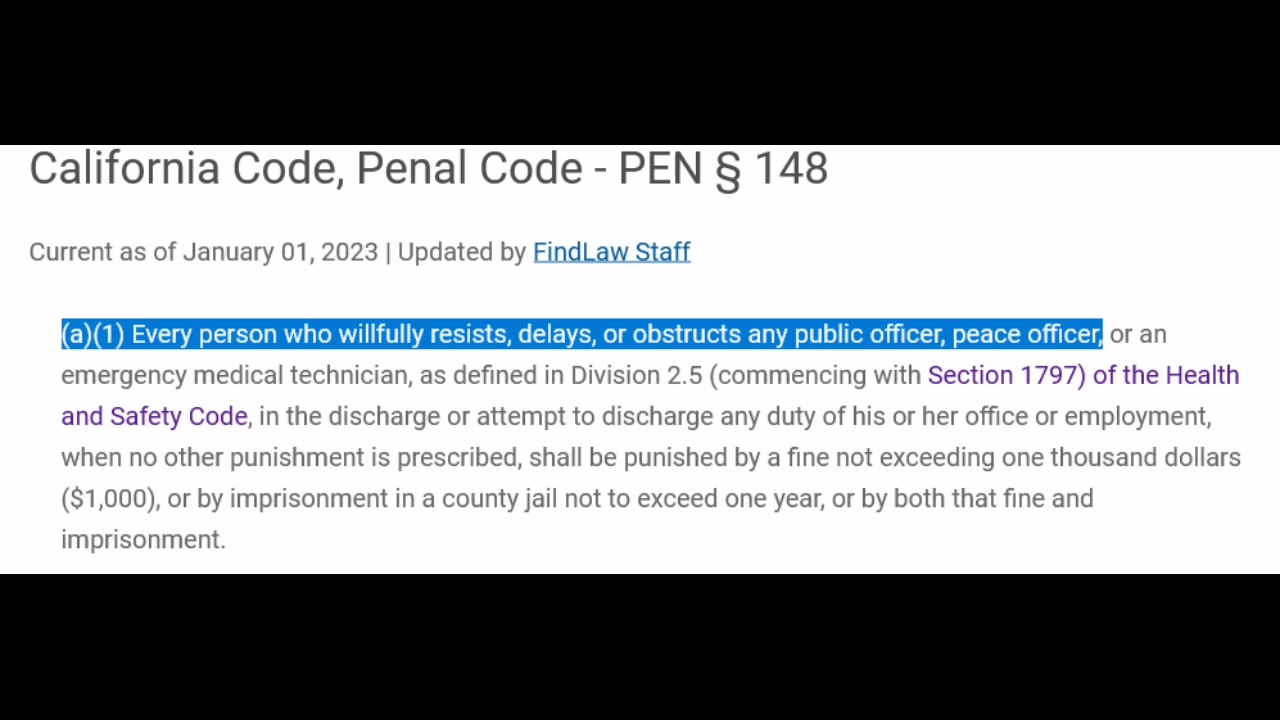 California Code, Penal Code - PEN § 148
Current as of January 01, 2023 | Updated by FindLaw Staff
(a)(1) Every person who willfully resists, delays, or obstructs any public officer, peace officer, or an
emergency medical technician, as defined in Division 2.5 (commencing with Section 1797) of the Health
and Safety Code, in the discharge or attempt to discharge any duty of his or her office or employment,
when no other punishment is prescribed, shall be punished by a fine not exceeding one thousand dollars
($1,000), or by imprisonment in a county jail not to exceed one year, or by both that fine and
imprisonment.